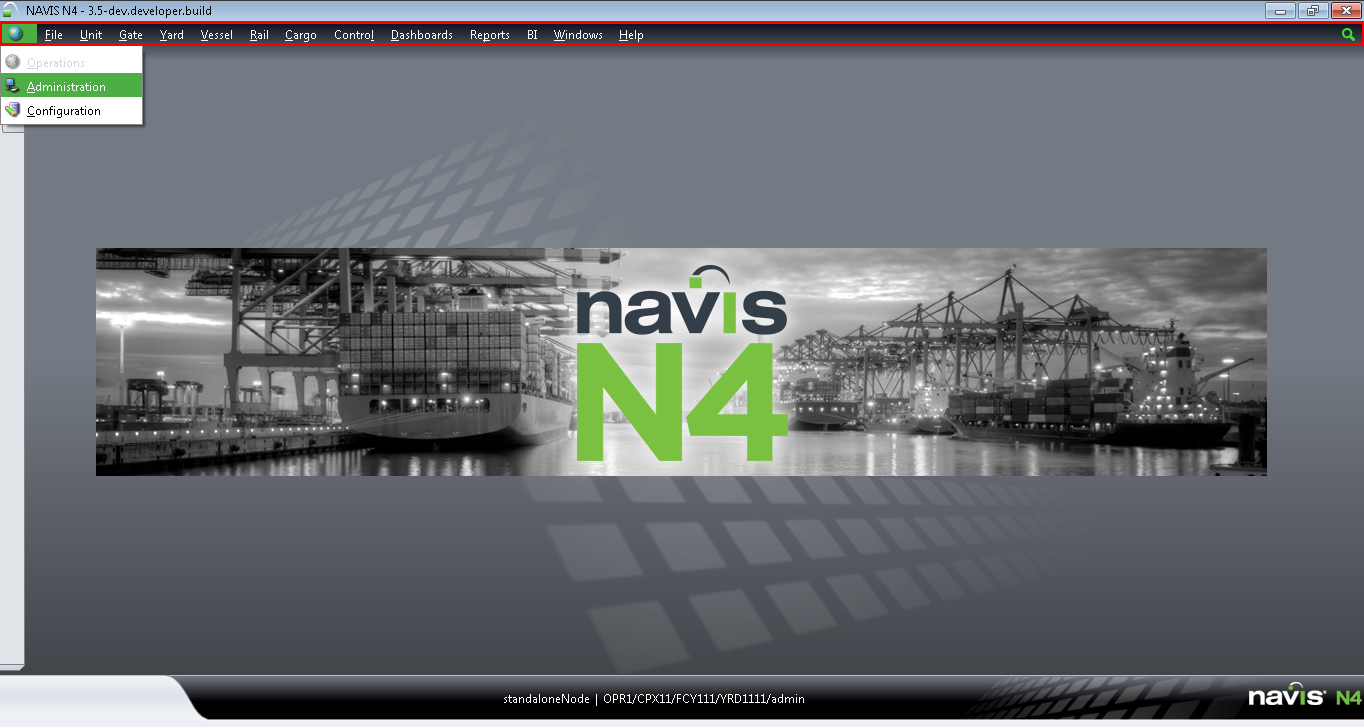 NAVIS N4 - 3.5-dev.developer.build
File Unit Gate Yard Vessel Rail Cargo Control Dashboards Reports BI Windows Help
Operations
Administration
Configuration
navis
N4
standaloneNode | OPR1/CPX11/FCY111/YRD1111/admin
navis N4